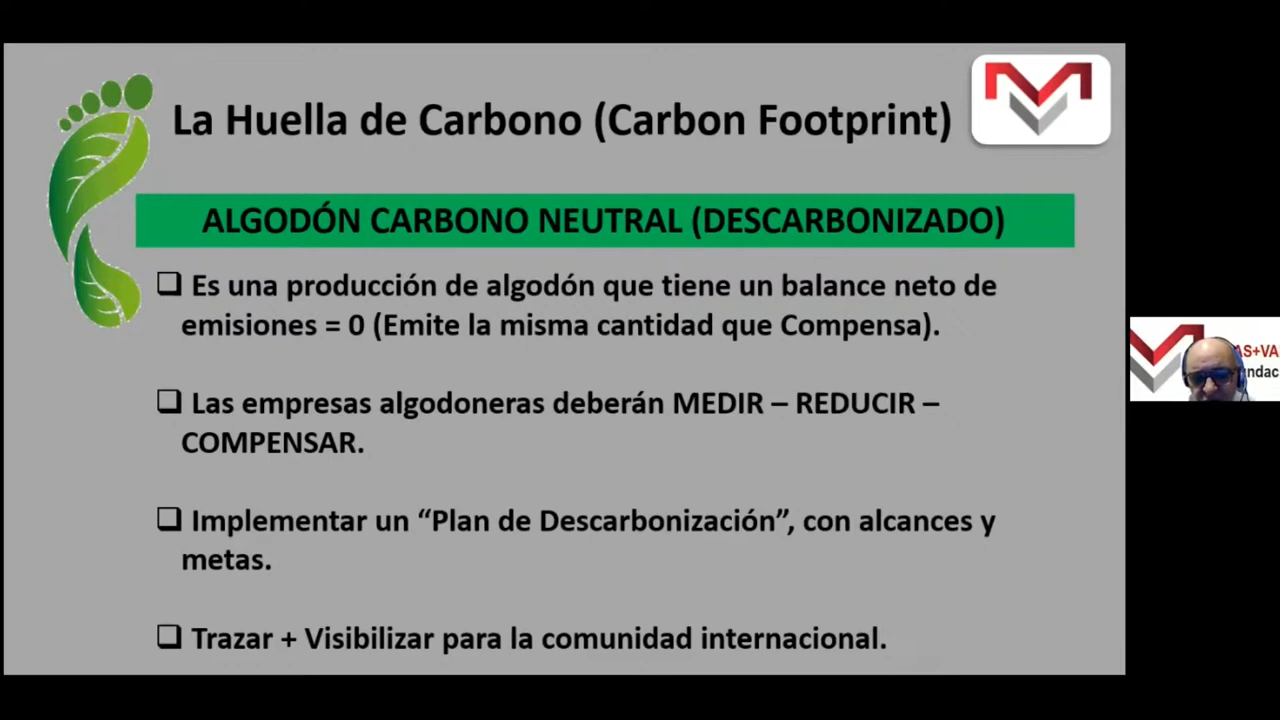 La Huella de Carbono (Carbon Footprint)
ALGODÓN CARBONO NEUTRAL (DESCARBONIZADO)
Es una producción de algodón que tiene un balance neto de
emisiones = 0 (Emite la misma cantidad que Compensa).
Las empresas algodoneras deberán MEDIR – REDUCIR –
COMPENSAR.
Implementar un “Plan de Descarbonización”, con alcances y
metas.
Trazar + Visibilizar para la comunidad internacional.